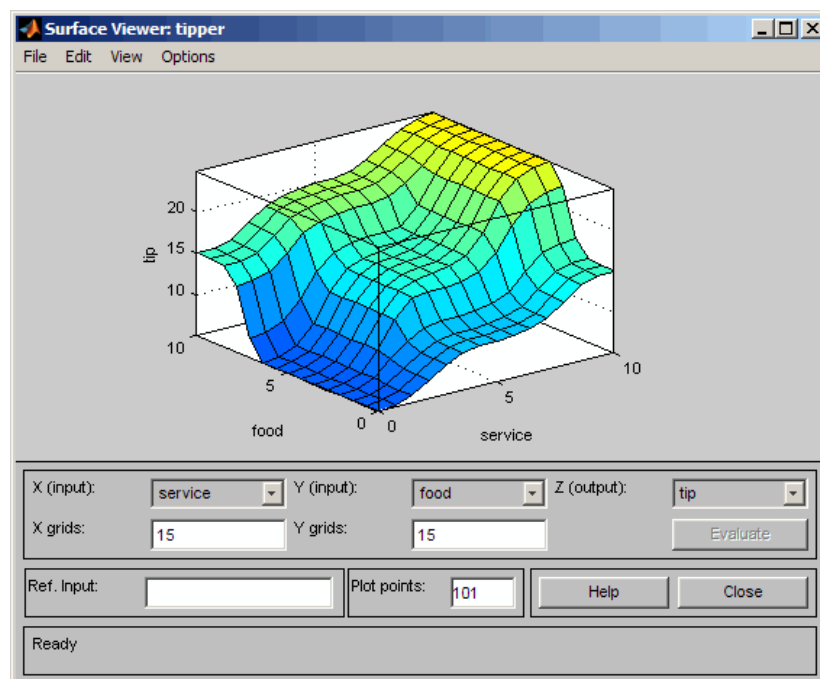 Surface Viewer: tipper
File Edit View Options
20
15
10
tip
10
5
0
food
0
5
10
service
X (input): service Y (input): food Z (output): tip
X grids: 15 Y grids: 15 Evaluate
Ref. Input: Plot points: 101 Help Close
Ready